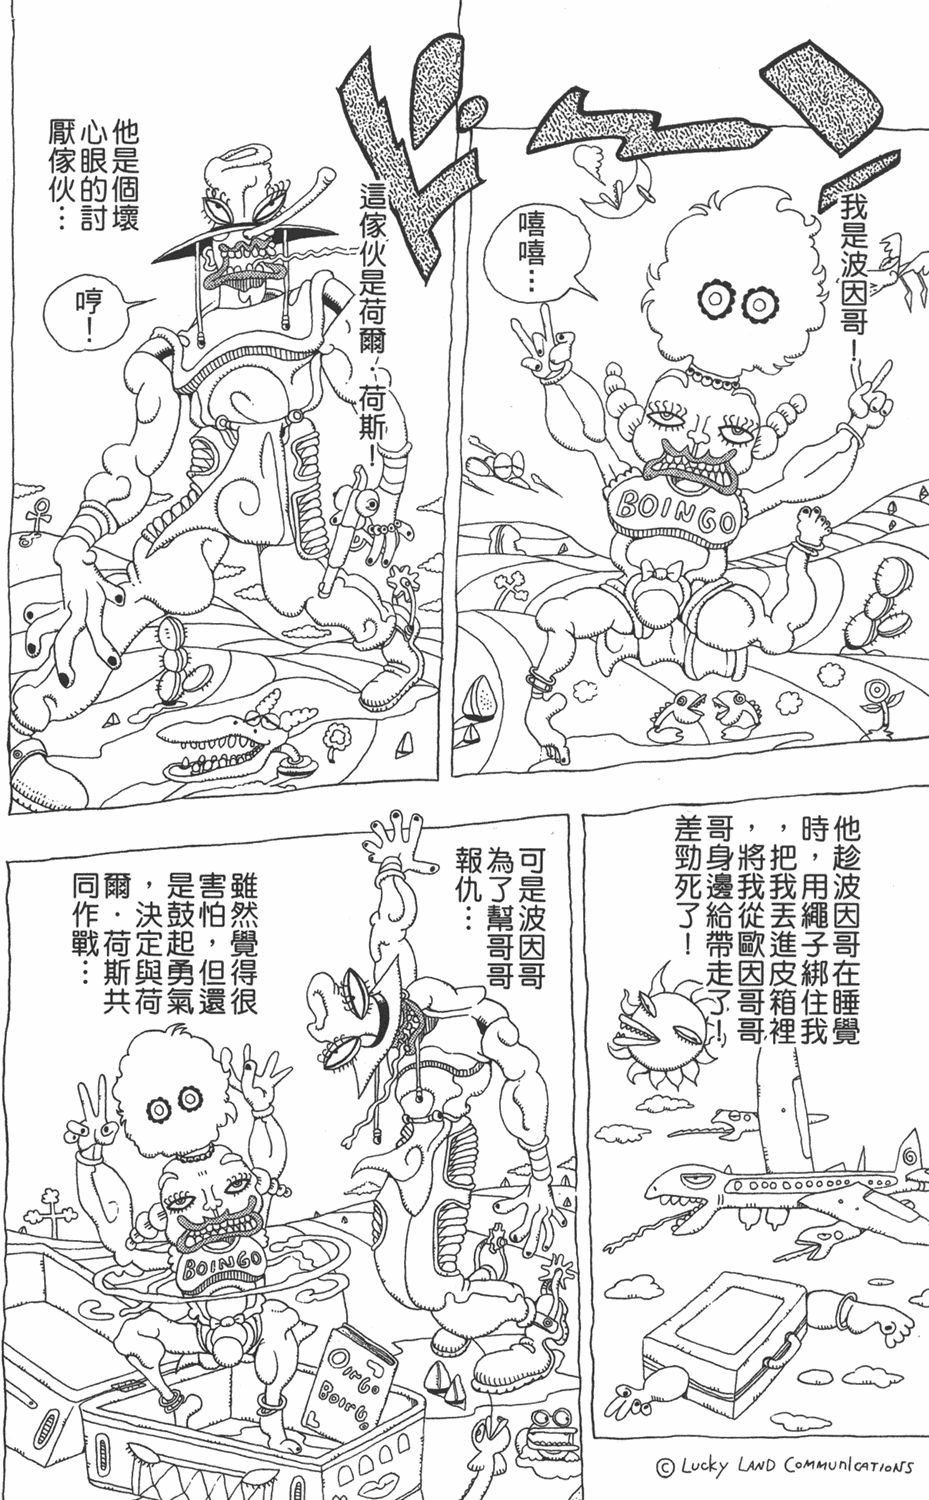 ドドーン
我是波因哥！
嘻嘻…
BOINGO
這傢伙是荷爾・荷斯！
他是個壞
心眼的討
厭傢伙…
哼！
他趁波因哥在睡覺
時，用繩子綁住我
，把我丟進皮箱裡
，將我從歐因哥哥
哥身邊給帶走了！
差勁死了！
可是波因哥
為了幫哥哥
報仇…
雖然覺得很
害怕，但還
是鼓起勇氣
，決定與荷
爾・荷斯共
同作戰…
BOINGO
OingO
BoingO
© LUCKY LAND COMMUNICATIONS